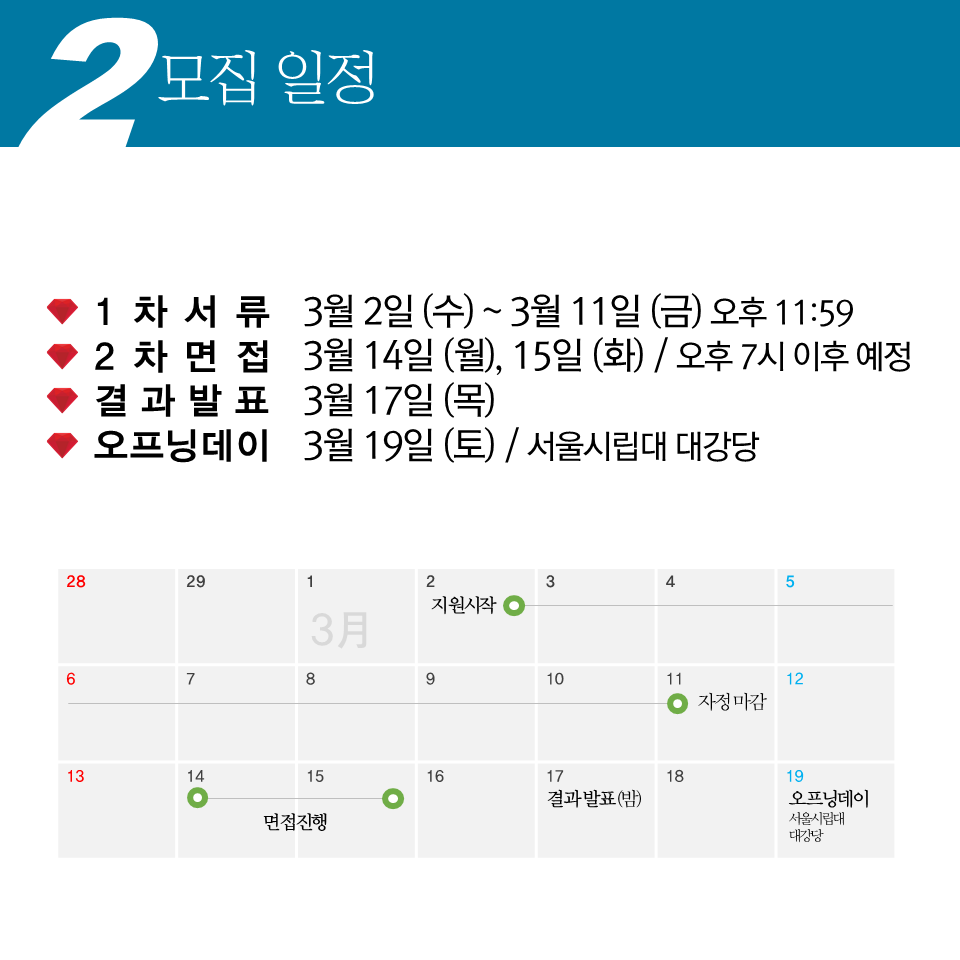 2 모집 일정
1차서류 3월 2일 (수) ~ 3월 11일 (금) 오후 11:59
2차면접 3월 14일 (월), 15일 (화) / 오후 7시 이후 예정
결과발표 3월 17일 (목)
오프닝데이 3월 19일 (토) / 서울시립대 대강당
28 29 1 2 3 4 5
지원시작
3月
6 7 8 9 10 11 12
자정마감
13 14 15 16 17 18 19
결과발표(밤) 오프닝데이
면접진행 서울시립대
대강당